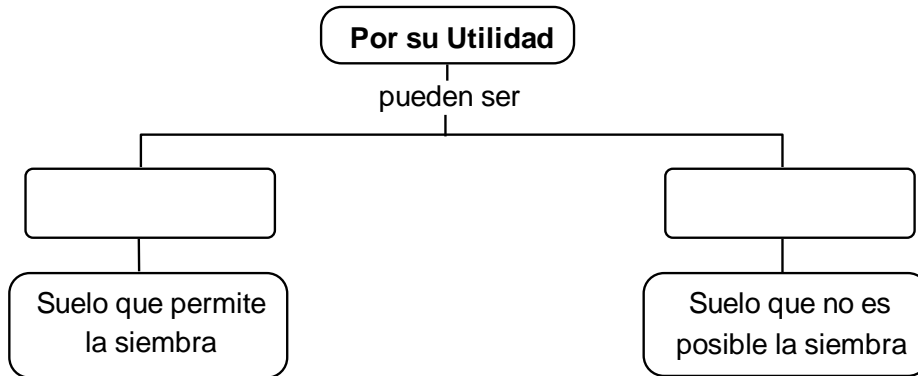 Por su Utilidad
pueden ser
Suelo que permite
la siembra
Suelo que no es
posible la siembra